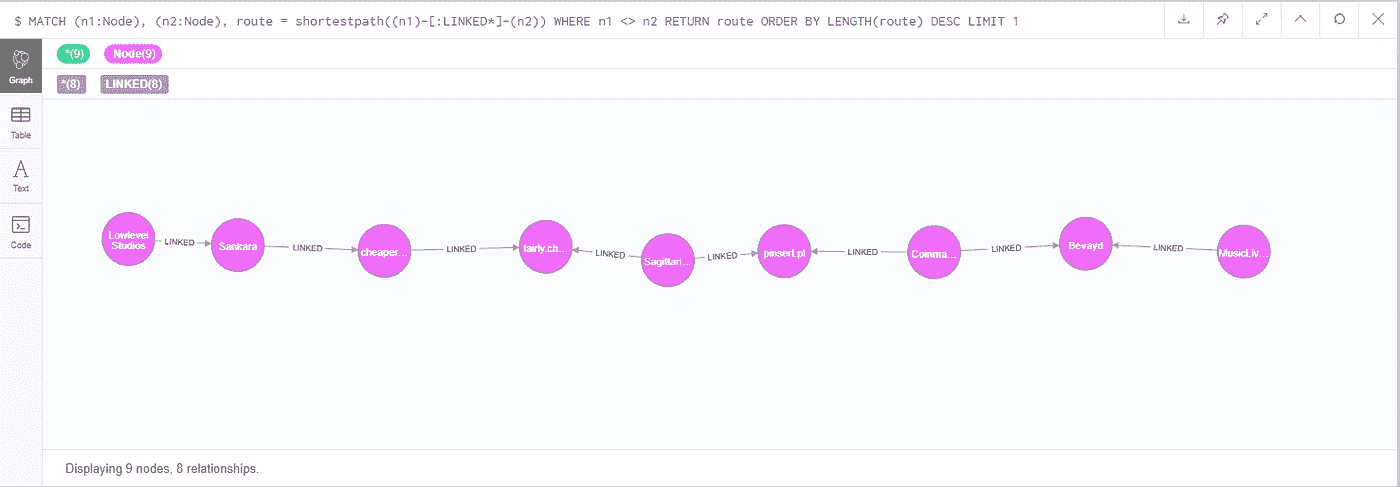 $ MATCH (n1:Node), (n2:Node), route = shortestpath((n1)-[:LINKED*]-(n2)) WHERE n1 <> n2 RETURN route ORDER BY LENGTH(route) DESC LIMIT 1
*(9) Node(9)
*(8) LINKED(8)
Graph
Table
Text
Code
Lowlevel
Studios
LINKED
Sankara
LINKED
cheaper...
LINKED
fairly.ch...
LINKED
Sagittari...
LINKED
pinsert.pl
LINKED
Coinma...
LINKED
Bevayd
LINKED
MusicLiv...
Displaying 9 nodes, 8 relationships.